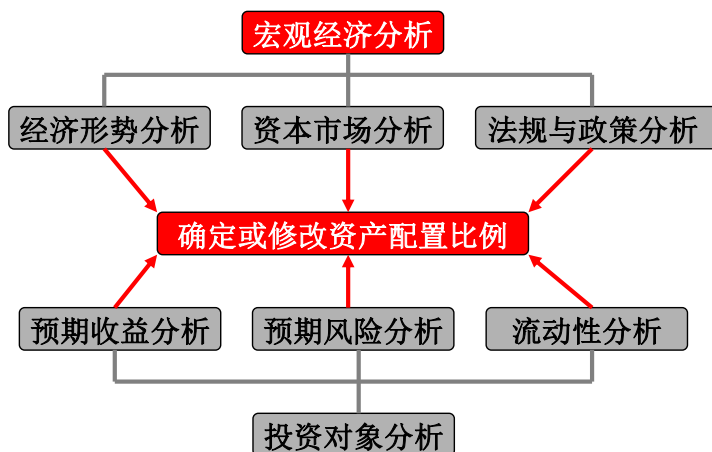 宏观经济分析
经济形势分析
资本市场分析
法规与政策分析
确定或修改资产配置比例
预期收益分析
预期风险分析
流动性分析
投资对象分析